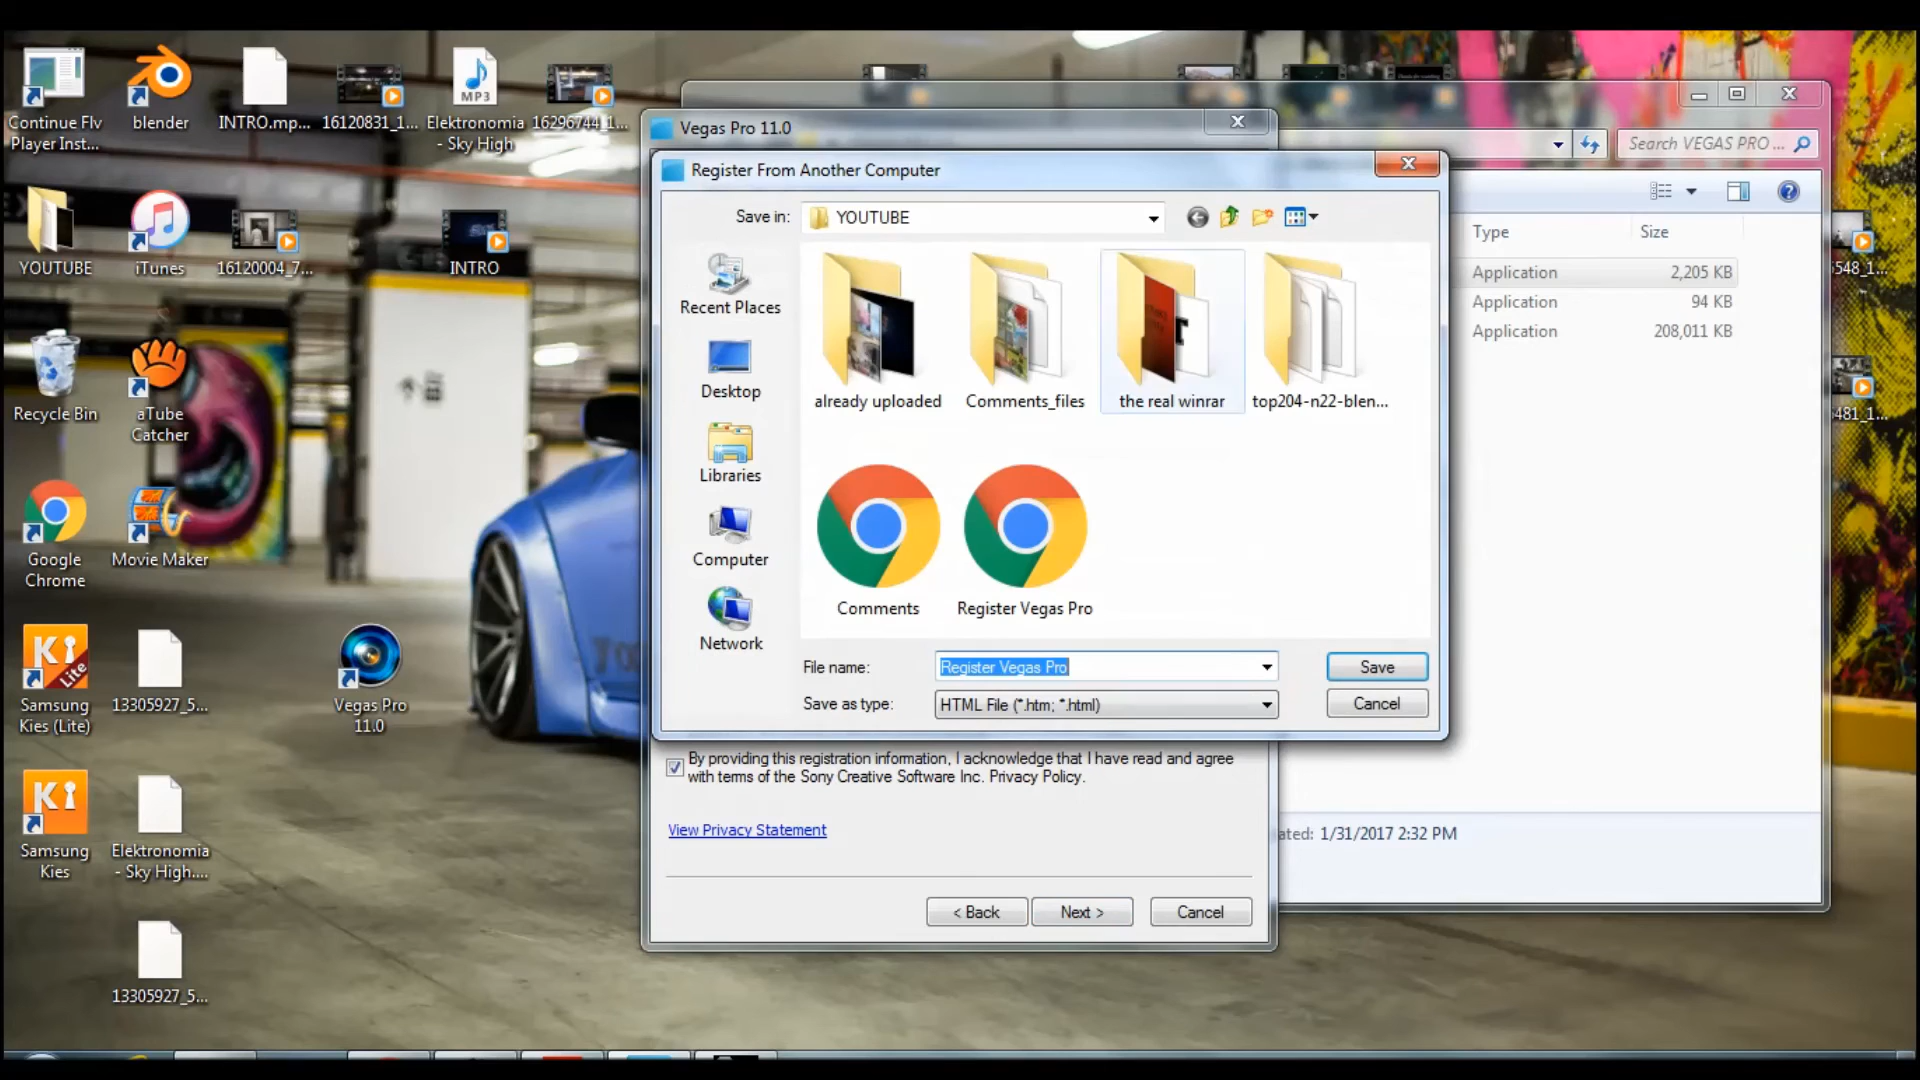 Continue Flv
Player Inst...
blender
INTRO.mp...
16120831_1...
MP3
Elektronomia
- Sky High
16296744_1...
YOUTUBE
iTunes
16120004_7...
INTRO
Recycle Bin
aTube
Catcher
Google
Chrome
Movie Maker
Ki
Lite
Samsung
Kies (Lite)
13305927_5...
Vegas Pro
11.0
Ki
Samsung
Kies
Elektronomia
- Sky High....
13305927_5...
Vegas Pro 11.0
Search VEGAS PRO ...
Register From Another Computer
Save in:
YOUTUBE
Recent Places
Desktop
Libraries
Computer
Network
already uploaded
Comments_files
the real winrar
top204-n22-blen...
Comments
Register Vegas Pro
File name:
Register Vegas Pro
Save
Save as type:
HTML File (*.htm; *.html)
Cancel
Type
Size
Application
2,205 KB
Application
94 KB
Application
208,011 KB
5548_1...
5481_1...
By providing this registration information, I acknowledge that I have read and agree
with terms of the Sony Creative Software Inc. Privacy Policy.
View Privacy Statement
ated: 1/31/2017 2:32 PM
< Back
Next >
Cancel